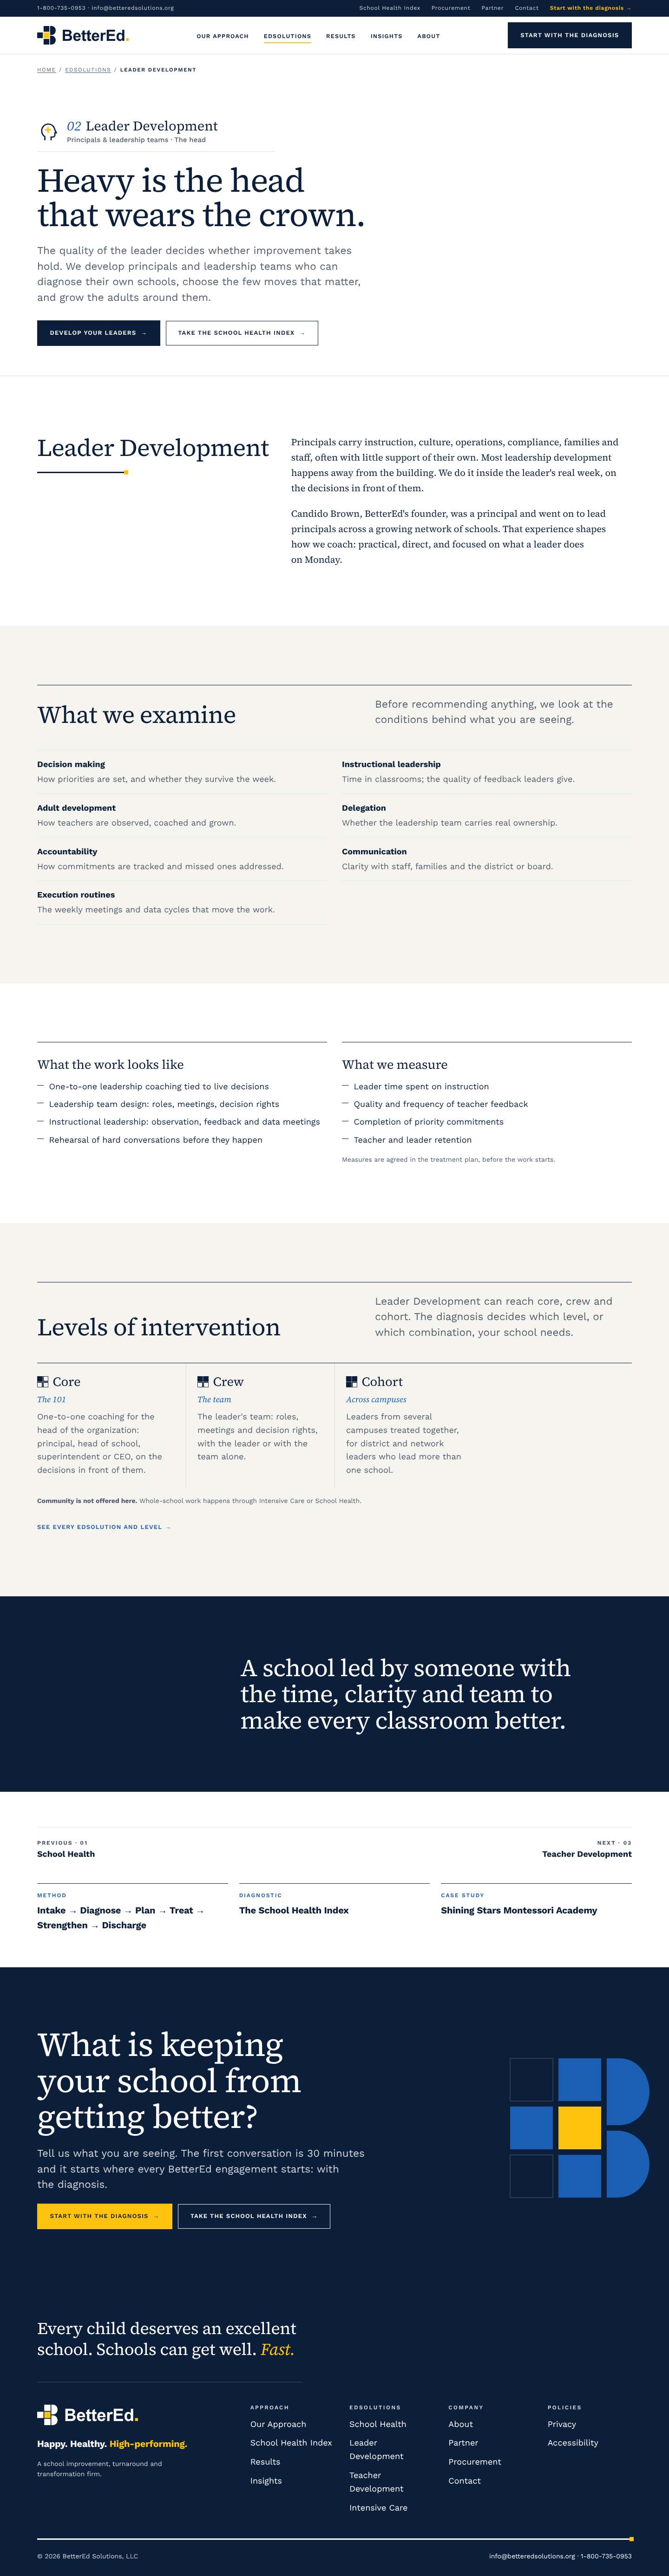 1-800-735-0953 · info@betteredsolutions.org
School Health Index Procurement Partner Contact Start with the diagnosis →
BetterEd.
OUR APPROACH EDSOLUTIONS RESULTS INSIGHTS ABOUT
START WITH THE DIAGNOSIS
HOME / EDSOLUTIONS / LEADER DEVELOPMENT
02 Leader Development
Principals & leadership teams · The head
Heavy is the head
that wears the crown.
The quality of the leader decides whether improvement takes
hold. We develop principals and leadership teams who can
diagnose their own schools, choose the few moves that matter,
and grow the adults around them.
DEVELOP YOUR LEADERS →
TAKE THE SCHOOL HEALTH INDEX →
Leader Development
Principals carry instruction, culture, operations, compliance, families and
staff, often with little support of their own. Most leadership development
happens away from the building. We do it inside the leader's real week, on
the decisions in front of them.
Candido Brown, BetterEd's founder, was a principal and went on to lead
principals across a growing network of schools. That experience shapes
how we coach: practical, direct, and focused on what a leader does
on Monday.
What we examine
Before recommending anything, we look at the
conditions behind what you are seeing.
Decision making
How priorities are set, and whether they survive the week.
Instructional leadership
Time in classrooms; the quality of feedback leaders give.
Adult development
How teachers are observed, coached and grown.
Delegation
Whether the leadership team carries real ownership.
Accountability
How commitments are tracked and missed ones addressed.
Communication
Clarity with staff, families and the district or board.
Execution routines
The weekly meetings and data cycles that move the work.
What the work looks like
— One-to-one leadership coaching tied to live decisions
— Leadership team design: roles, meetings, decision rights
— Instructional leadership: observation, feedback and data meetings
— Rehearsal of hard conversations before they happen
What we measure
— Leader time spent on instruction
— Quality and frequency of teacher feedback
— Completion of priority commitments
— Teacher and leader retention
Measures are agreed in the treatment plan, before the work starts.
Levels of intervention
Leader Development can reach core, crew and
cohort. The diagnosis decides which level, or
which combination, your school needs.
Core
The 101
One-to-one coaching for the
head of the organization:
principal, head of school,
superintendent or CEO, on the
decisions in front of them.
Crew
The team
The leader's team: roles,
meetings and decision rights,
with the leader or with the
team alone.
Cohort
Across campuses
Leaders from several
campuses treated together,
for district and network
leaders who lead more than
one school.
Community is not offered here. Whole-school work happens through Intensive Care or School Health.
SEE EVERY EDSOLUTION AND LEVEL →
A school led by someone with
the time, clarity and team to
make every classroom better.
PREVIOUS · 01
School Health
NEXT · 03
Teacher Development
METHOD
Intake → Diagnose → Plan → Treat →
Strengthen → Discharge
DIAGNOSTIC
The School Health Index
CASE STUDY
Shining Stars Montessori Academy
What is keeping
your school from
getting better?
Tell us what you are seeing. The first conversation is 30 minutes
and it starts where every BetterEd engagement starts: with
the diagnosis.
START WITH THE DIAGNOSIS →
TAKE THE SCHOOL HEALTH INDEX →
Every child deserves an excellent
school. Schools can get well. Fast.
BetterEd.
Happy. Healthy. High-performing.
A school improvement, turnaround and
transformation firm.
APPROACH
Our Approach
School Health Index
Results
Insights
EDSOLUTIONS
School Health
Leader
Development
Teacher
Development
Intensive Care
COMPANY
About
Partner
Procurement
Contact
POLICIES
Privacy
Accessibility
© 2026 BetterEd Solutions, LLC
info@betteredsolutions.org · 1-800-735-0953